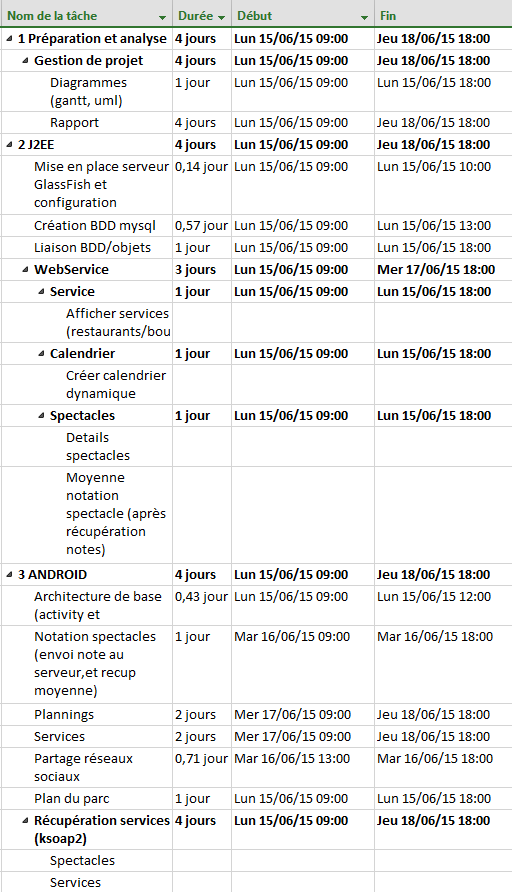 Nom de la tâche Durée Début Fin
1 Préparation et analyse 4 jours Lun 15/06/15 09:00 Jeu 18/06/15 18:00
Gestion de projet 4 jours Lun 15/06/15 09:00 Jeu 18/06/15 18:00
Diagrammes 1 jour Lun 15/06/15 09:00 Lun 15/06/15 18:00
(gantt, uml)
Rapport 4 jours Lun 15/06/15 09:00 Jeu 18/06/15 18:00
2 J2EE 4 jours Lun 15/06/15 09:00 Jeu 18/06/15 18:00
Mise en place serveur 0,14 jour Lun 15/06/15 09:00 Lun 15/06/15 10:00
GlassFish et
configuration
Création BDD mysql 0,57 jour Lun 15/06/15 09:00 Lun 15/06/15 13:00
Liaison BDD/objets 1 jour Lun 15/06/15 09:00 Lun 15/06/15 18:00
WebService 3 jours Lun 15/06/15 09:00 Mer 17/06/15 18:00
Service 1 jour Lun 15/06/15 09:00 Lun 15/06/15 18:00
Afficher services
(restaurants/bou
Calendrier 1 jour Lun 15/06/15 09:00 Lun 15/06/15 18:00
Créer calendrier
dynamique
Spectacles 1 jour Lun 15/06/15 09:00 Lun 15/06/15 18:00
Details
spectacles
Moyenne
notation
spectacle (après
récupération
notes)
3 ANDROID 4 jours Lun 15/06/15 09:00 Jeu 18/06/15 18:00
Architecture de base 0,43 jour Lun 15/06/15 09:00 Lun 15/06/15 12:00
(activity et
Notation spectacles 1 jour Mar 16/06/15 09:00 Mar 16/06/15 18:00
(envoi note au
serveur,et recup
moyenne)
Plannings 2 jours Mer 17/06/15 09:00 Jeu 18/06/15 18:00
Services 2 jours Mer 17/06/15 09:00 Jeu 18/06/15 18:00
Partage réseaux 0,71 jour Mar 16/06/15 13:00 Mar 16/06/15 18:00
sociaux
Plan du parc 1 jour Lun 15/06/15 09:00 Lun 15/06/15 18:00
Récupération services 4 jours Lun 15/06/15 09:00 Jeu 18/06/15 18:00
(ksoap2)
Spectacles
Services